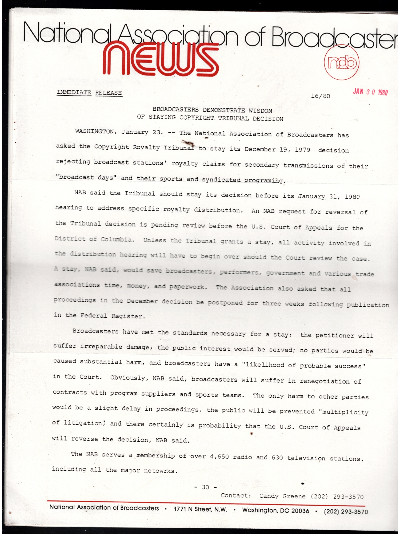 National Association of Broadcasters
NEWS
nab
IMMEDIATE RELEASE
16/80
JAN 30 1980
BROADCASTERS DEMONSTRATE WISDOM
OF STAYING COPYRIGHT TRIBUNAL DECISION
WASHINGTON, January 23. -- The National Association of Broadcasters has
asked the Copyright Royalty Tribunal to stay its December 19, 1979 decision
rejecting broadcast stations' royalty claims for secondary transmissions of their
"broadcast days" and their sports and syndicated programing.
NAB said the Tribunal should stay its decision before its January 31, 1980
hearing to address specific royalty distribution. An NAB request for reversal of
the Tribunal decision is pending review before the U.S. Court of Appeals for the
District of Columbia. Unless the Tribunal grants a stay, all activity involved in
the distribution hearing will have to begin over should the Court review the case.
A stay, NAB said, would save broadcasters, performers, government and various trade
associations time, money, and paperwork. The Association also asked that all
proceedings in the December decision be postponed for three weeks following publication
in the Federal Register.
Broadcasters have met the standards necessary for a stay: the petitioner will
suffer irreparable damage, the public interest would be served; no parties would be
caused substantial harm, and broadcasters have a "likelihood of probable success"
in the Court. Obviously, NAB said, broadcasters will suffer in renegotiation of
contracts with program suppliers and sports teams. The only harm to other parties
would be a slight delay in proceedings, the public will be prevented "multiplicity
of litigation; and there certainly is probability that the U.S. Court of Appeals
will reverse the decision, NAB said.
The NAB serves a membership of over 4,650 radio and 630 television stations,
including all the major networks.
- 30 -
Contact: Candy Greene (202) 293-3570
National Association of Broadcasters • 1771 N Street, N.W. • Washington, DC 20036 • (202) 293-3570